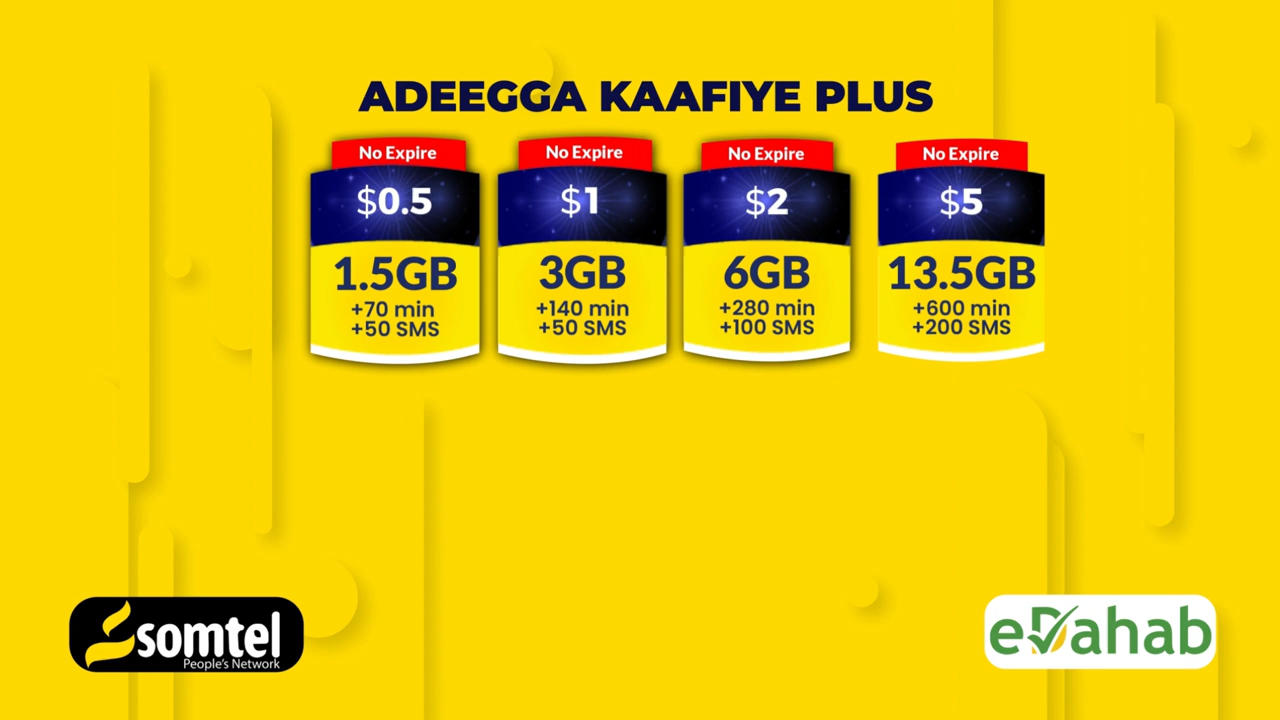 ADEEGGA KAAFIYE PLUS
No Expire
$0.5
1.5GB
+70 min
+50 SMS
No Expire
$1
3GB
+140 min
+50 SMS
No Expire
$2
6GB
+280 min
+100 SMS
No Expire
$5
13.5GB
+600 min
+200 SMS
somtel
People's Network
eDahab